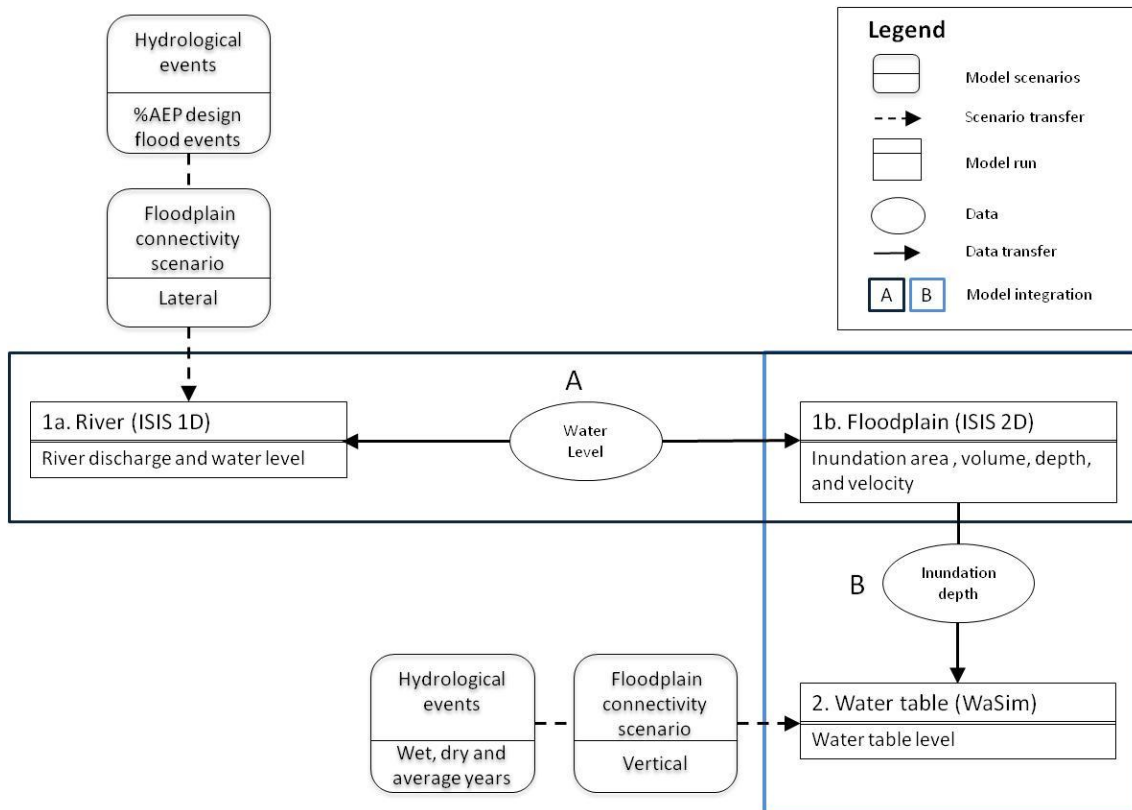 Hydrological
events
%AEP design
flood events
Floodplain
connectivity
scenario
Lateral
Legend
Model scenarios
Scenario transfer
Model run
Data
Data transfer
A B Model integration
A
1a. River (ISIS 1D)
River discharge and water level
Water
Level
1b. Floodplain (ISIS 2D)
Inundation area , volume, depth,
and velocity
B
Inundation
depth
Hydrological
events
Wet, dry and
average years
Floodplain
connectivity
scenario
Vertical
2. Water table (WaSim)
Water table level